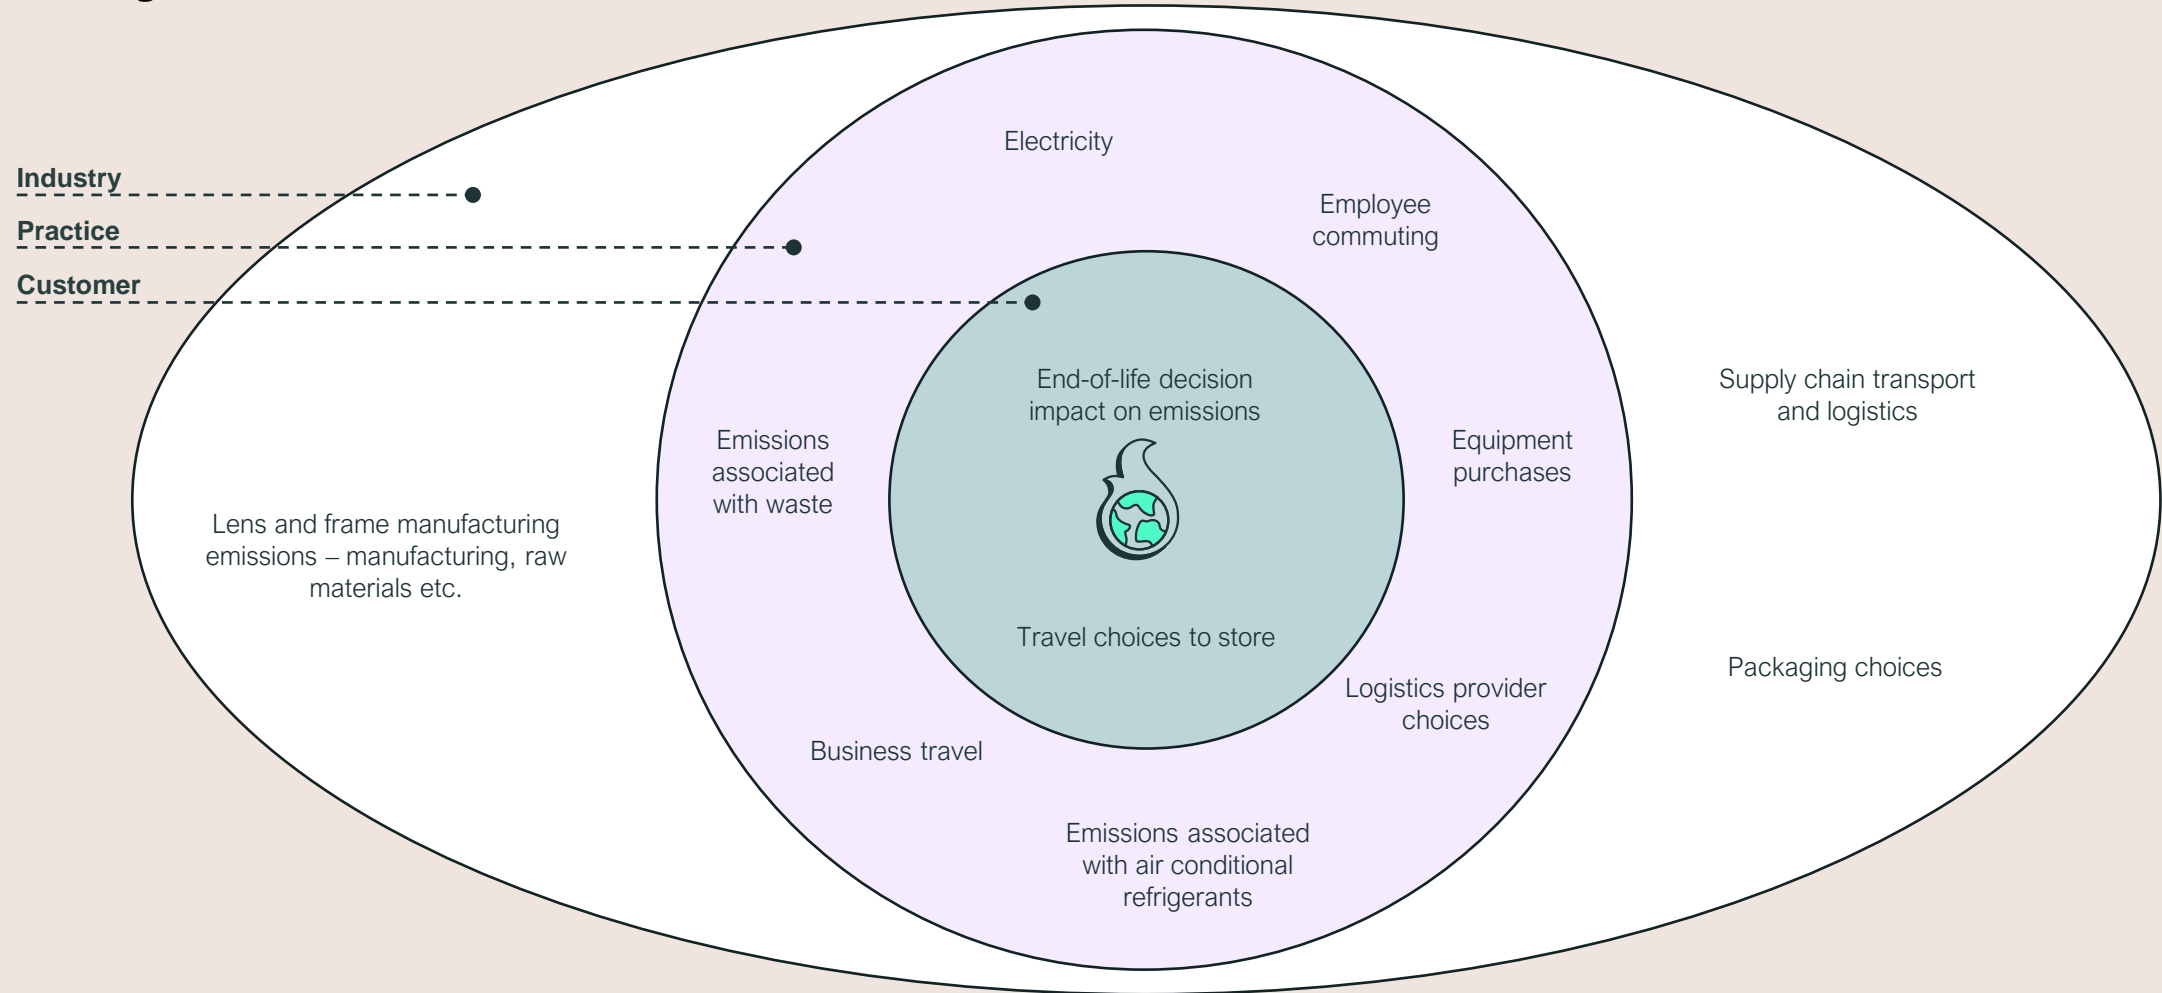 Industry
Practice
Customer
Electricity
Employee
commuting
End-of-life decision
impact on emissions
Emissions
associated
with waste
Equipment
purchases
Supply chain transport
and logistics
Lens and frame manufacturing
emissions – manufacturing, raw
materials etc.
Travel choices to store
Logistics provider
choices
Packaging choices
Business travel
Emissions associated
with air conditional
refrigerants